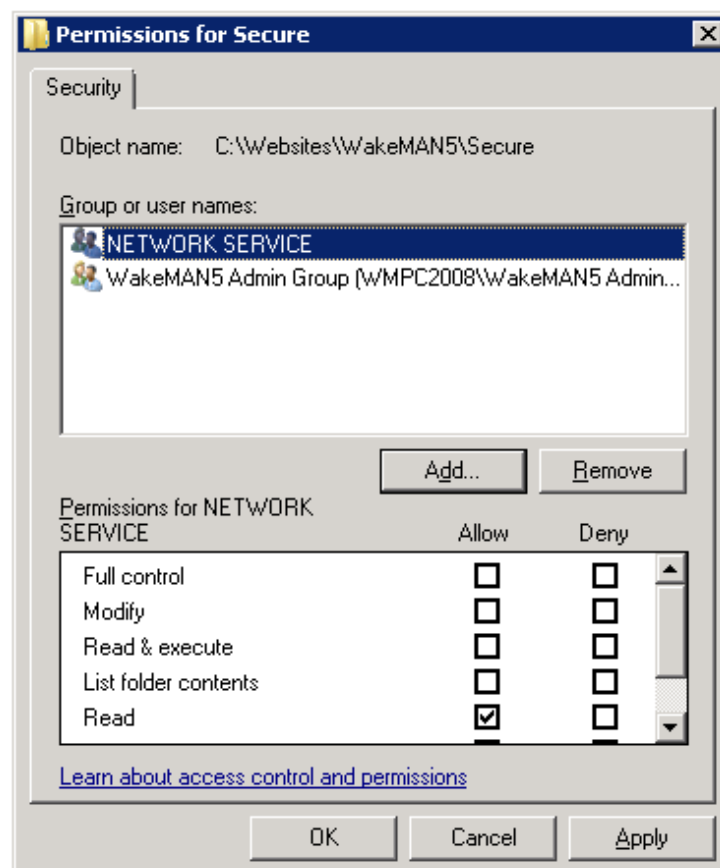 Permissions for Secure
Security
Object name: C:\Websites\WakeMAN5\Secure
Group or user names:
NETWORK SERVICE
WakeMAN5 Admin Group (WMPC2008\WakeMAN5 Admin...
Add... Remove
Permissions for NETWORK
SERVICE Allow Deny
Full control
Modify
Read & execute
List folder contents
Read
Learn about access control and permissions
OK Cancel Apply